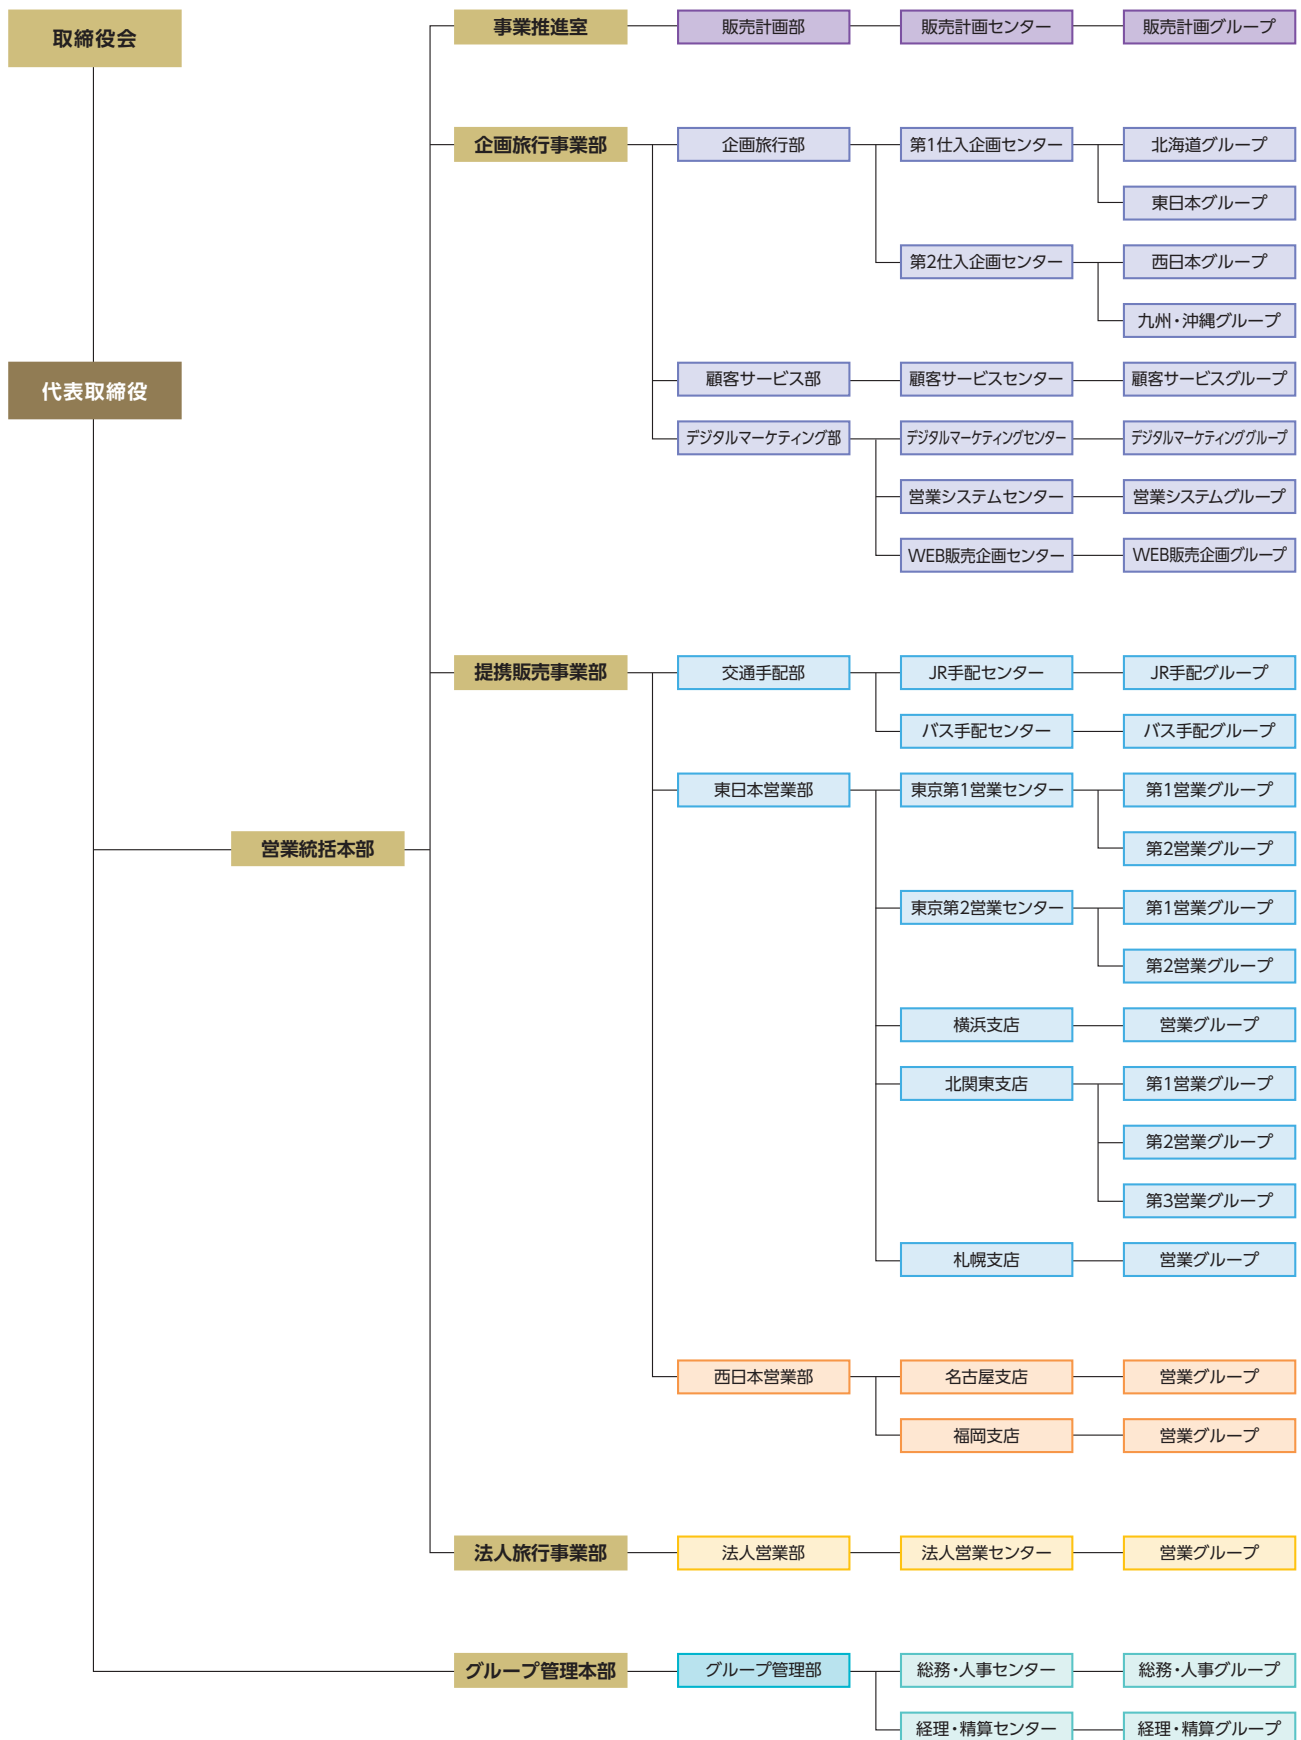 取締役会
事業推進室
販売計画部
販売計画センター
販売計画グループ
企画旅行事業部
企画旅行部
第1仕入企画センター
北海道グループ
東日本グループ
第2仕入企画センター
西日本グループ
九州・沖縄グループ
代表取締役
顧客サービス部
顧客サービスセンター
顧客サービスグループ
デジタルマーケティング部
デジタルマーケティングセンター
デジタルマーケティンググループ
営業システムセンター
営業システムグループ
WEB販売企画センター
WEB販売企画グループ
提携販売事業部
交通手配部
JR手配センター
JR手配グループ
バス手配センター
バス手配グループ
東日本営業部
東京第1営業センター
第1営業グループ
第2営業グループ
営業統括本部
東京第2営業センター
第1営業グループ
第2営業グループ
横浜支店
営業グループ
北関東支店
第1営業グループ
第2営業グループ
第3営業グループ
札幌支店
営業グループ
西日本営業部
名古屋支店
営業グループ
福岡支店
営業グループ
法人旅行事業部
法人営業部
法人営業センター
営業グループ
グループ管理本部
グループ管理部
総務・人事センター
総務・人事グループ
経理・精算センター
経理・精算グループ